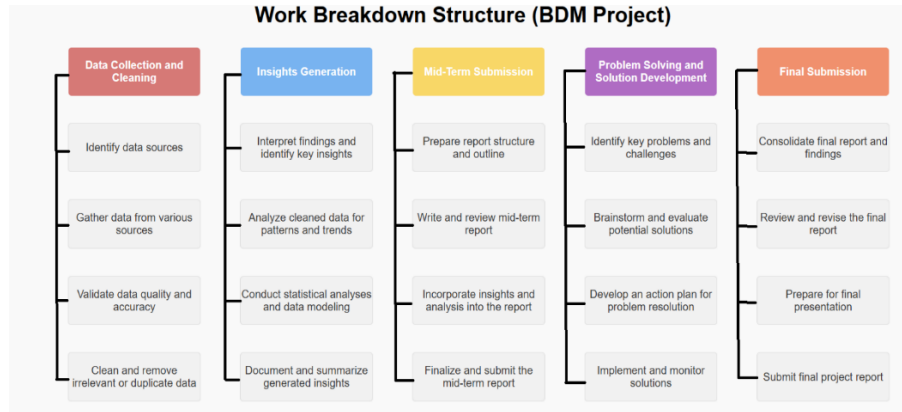 Work Breakdown Structure (BDM Project)
Data Collection and
Cleaning
Identify data sources
Gather data from various
sources
Validate data quality and
accuracy
Clean and remove
irrelevant or duplicate data
Insights Generation
Interpret findings and
identify key insights
Analyze cleaned data for
patterns and trends
Conduct statistical analyses
and data modeling
Document and summarize
generated insights
Mid-Term Submission
Prepare report structure
and outline
Write and review mid-term
report
Incorporate insights and
analysis into the report
Finalize and submit the
mid-term report
Problem Solving and
Solution Development
Identify key problems and
challenges
Brainstorm and evaluate
potential solutions
Develop an action plan for
problem resolution
Implement and monitor
solutions
Final Submission
Consolidate final report and
findings
Review and revise the final
report
Prepare for final
presentation
Submit final project report